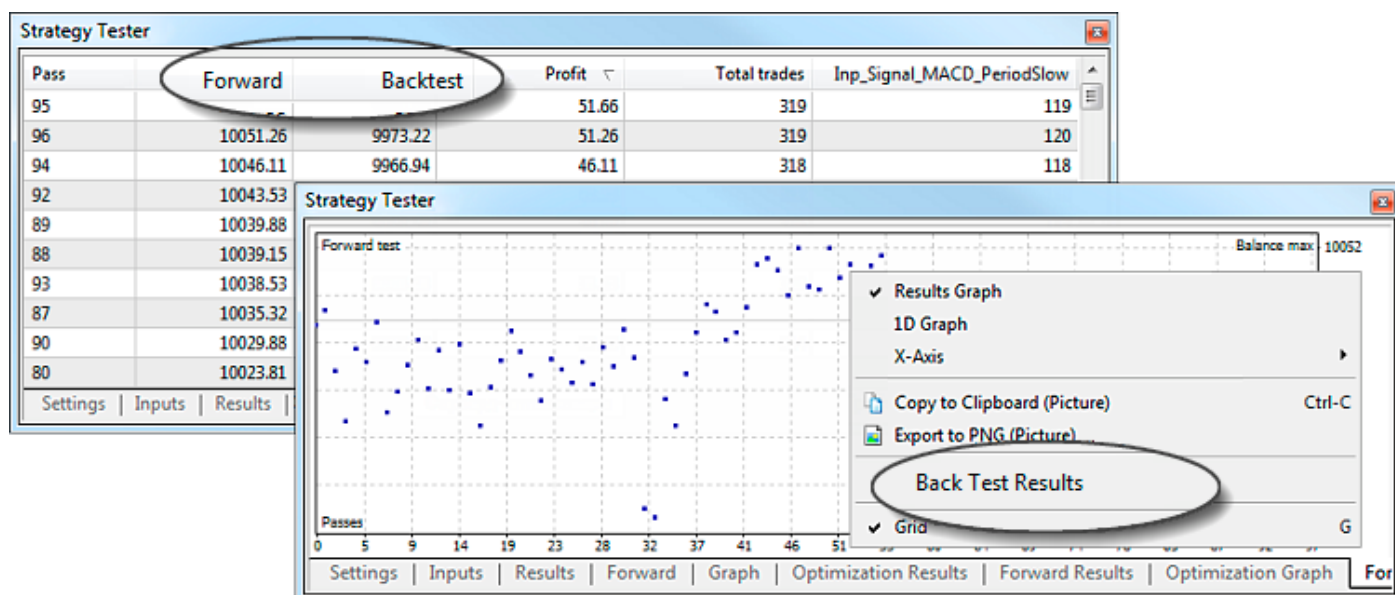 Strategy Tester
Pass Forward Backtest Profit Total trades Inp_Signal_MACD_PeriodSlow
95 51.66 319 119
96 10051.26 9973.22 51.26 319 120
94 10046.11 9966.94 46.11 318 118
92 10043.53
89 10039.88
88 10039.15
93 10038.53
87 10035.32
90 10029.88
80 10023.81
Settings | Inputs | Results |
Strategy Tester
Forward test Balance max 10052
Results Graph
1D Graph
X-Axis
Copy to Clipboard (Picture) Ctrl-C
Export to PNG (Picture)...
Back Test Results
Grid G
Passes
0 5 9 14 19 23 28 32 37 41 46 51
Settings | Inputs | Results | Forward | Graph | Optimization Results | Forward Results | Optimization Graph | For